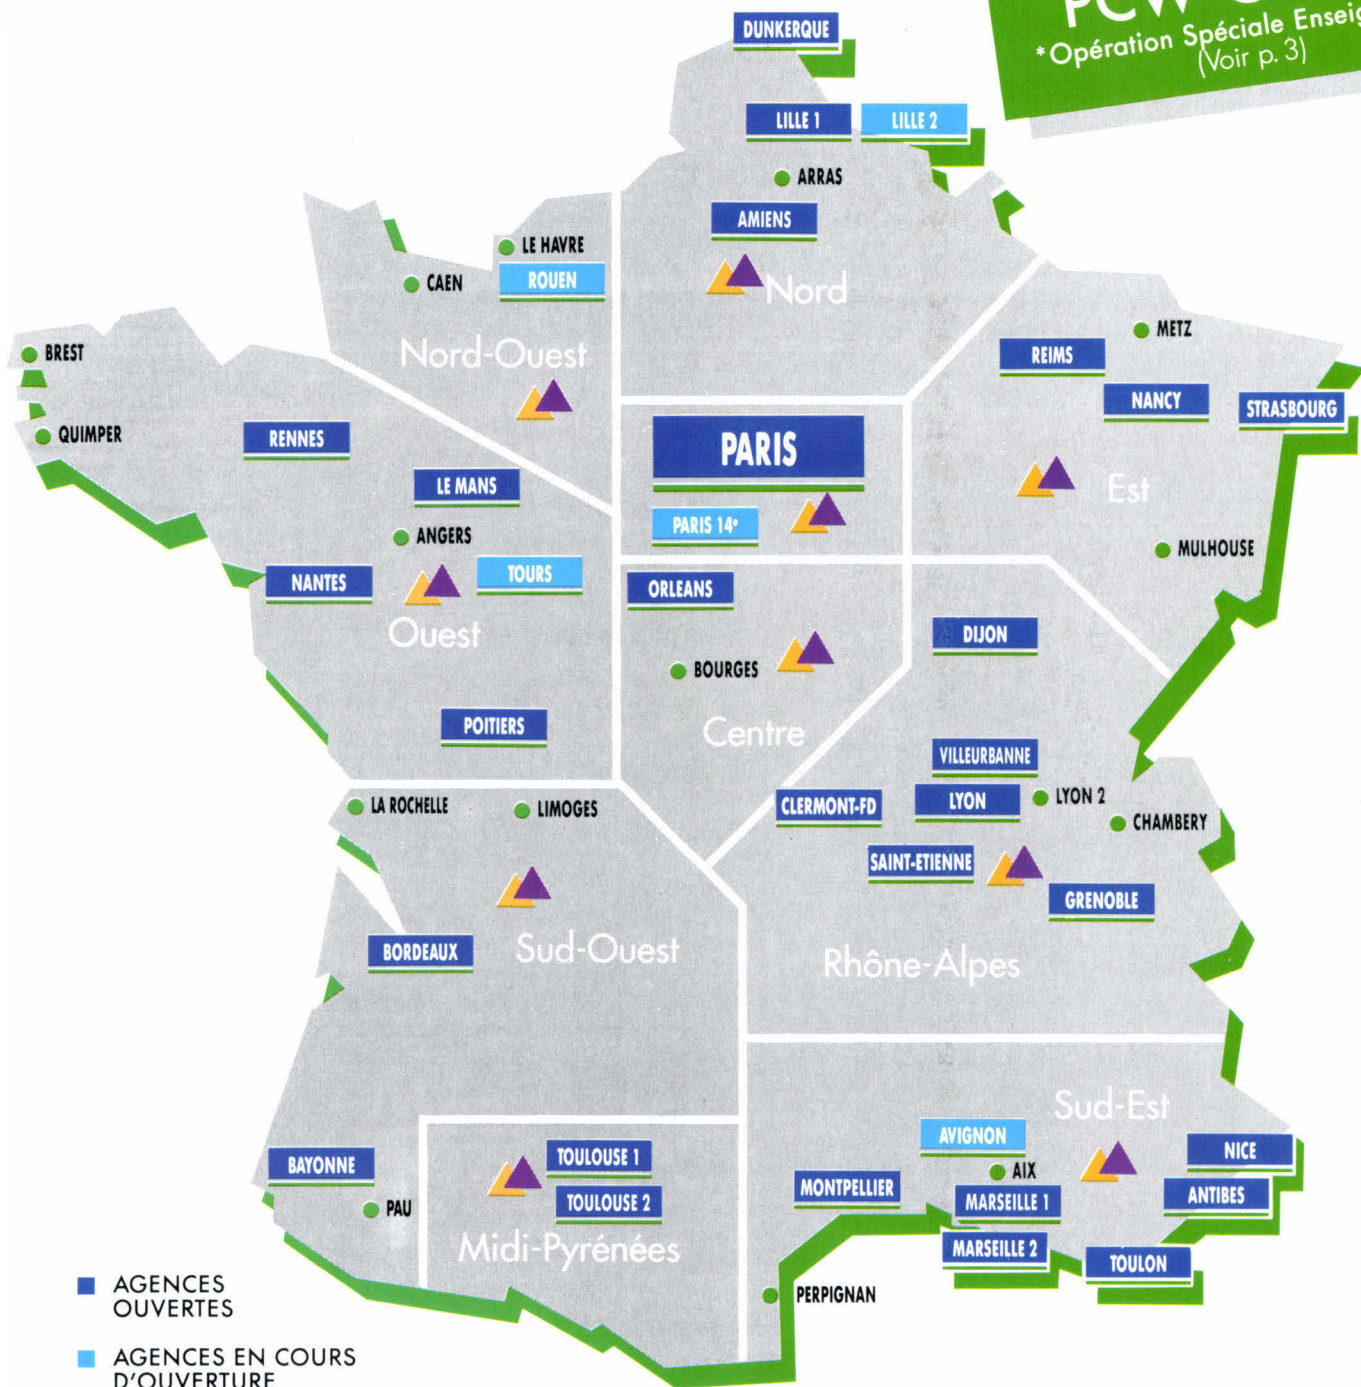 *Opération Spéciale
(Voir p. 3)
DUNKERQUE
LILLE 1
LILLE 2
ARRAS
AMIENS
Nord
LE HAVRE
CAEN
ROUEN
Nord-Ouest
METZ
REIMS
NANCY
STRASBOURG
Est
MULHOUSE
BREST
QUIMPER
RENNES
LE MANS
ANGERS
NANTES
TOURS
Ouest
POITIERS
PARIS
PARIS 14e
ORLEANS
BOURGES
Centre
DIJON
VILLEURBANNE
CLERMONT-FD
LYON
LYON 2
CHAMBERY
SAINT-ETIENNE
GRENOBLE
Rhône-Alpes
LA ROCHELLE
LIMOGES
BORDEAUX
Sud-Ouest
BAYONNE
PAU
TOULOUSE 1
TOULOUSE 2
Midi-Pyrénées
Sud-Est
AVIGNON
AIX
NICE
MONTPELLIER
MARSEILLE 1
ANTIBES
MARSEILLE 2
TOULON
PERPIGNAN
AGENCES
OUVERTES
AGENCES EN COURS
D'OUVERTURE